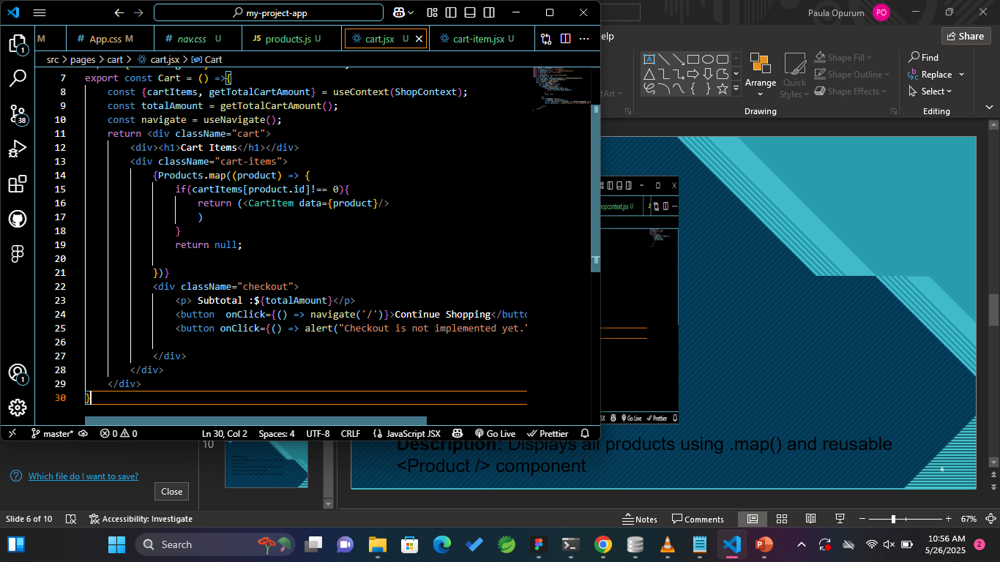 my-project-app
Paula Opurum
PO
M
App.css M
nav.css U
JS products.js U
cart.jsx U
cart-item.jsx U
elp
Share
src > pages > cart > cart.jsx > Cart
7 export const Cart = () =>{
8 const {cartItems, getTotalCartAmount} = useContext(ShopContext);
9 const totalAmount = getTotalCartAmount();
10 const navigate = useNavigate();
11 return <div className="cart">
12 <div><h1>Cart Items</h1></div>
13 <div className="cart-items">
14 {Products.map((product) => {
15 if(cartItems[product.id]!== 0){
16 return (<CartItem data={product}/>
17 )
18 }
19 return null;
20
21 })}
22 <div className="checkout">
23 <p> Subtotal :${totalAmount}</p>
24 <button  onClick={() => navigate('/')}>Continue Shopping</butto
25 <button onClick={() => alert("Checkout is not implemented yet."
26
27 </div>
28 </div>
29 </div>
30 }
1
38
1
master*
0
0
Ln 30, Col 2
Spaces: 4
UTF-8
CRLF
JavaScript JSX
Go Live
Prettier
Arrange
Quick
Styles
Shape Fill
Shape Outline
Shape Effects
Find
Replace
Select
Art
Drawing
Editing
hopcontext.jsx U
SX
Go Live
Prettier
Description: Displays all products using .map() and reusable
<Product /> component
6
10
Which file do I want to save?
Close
Slide 6 of 10
Accessibility: Investigate
Notes
Comments
67%
Search
10:56 AM
5/26/2025
2